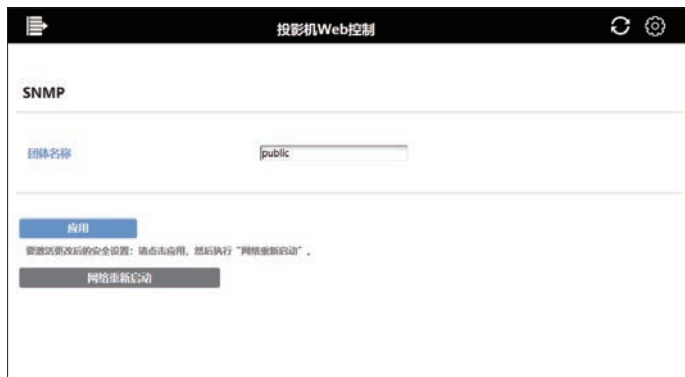 投影机Web控制
SNMP
团体名称
public
应用
要激活更改后的安全设置：请点击应用，然后执行“网络重新启动”。
网络重新启动